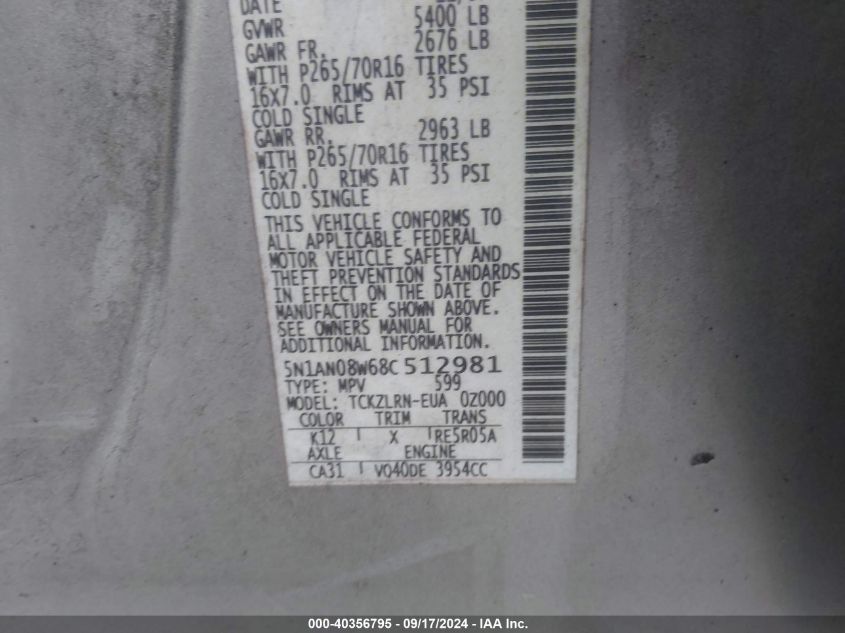 DATE
GVWR 5400 LB
GAWR FR. 2676 LB
WITH P265/70R16 TIRES
16X7.0 RIMS AT 35 PSI
COLD SINGLE
GAWR RR. 2963 LB
WITH P265/70R16 TIRES
16X7.0 RIMS AT 35 PSI
COLD SINGLE
THIS VEHICLE CONFORMS TO
ALL APPLICABLE FEDERAL
MOTOR VEHICLE SAFETY AND
THEFT PREVENTION STANDARDS
IN EFFECT ON THE DATE OF
MANUFACTURE SHOWN ABOVE.
SEE OWNERS MANUAL FOR
ADDITIONAL INFORMATION.
5N1AN08W68C512981
TYPE: MPV 599
MODEL: TCKZLRN-EUA 0Z000
COLOR TRIM TRANS
K12 X RE5R05A
AXLE ENGINE
CA31 VQ40DE 3954CC
000-40356795 - 09/17/2024 - IAA Inc.